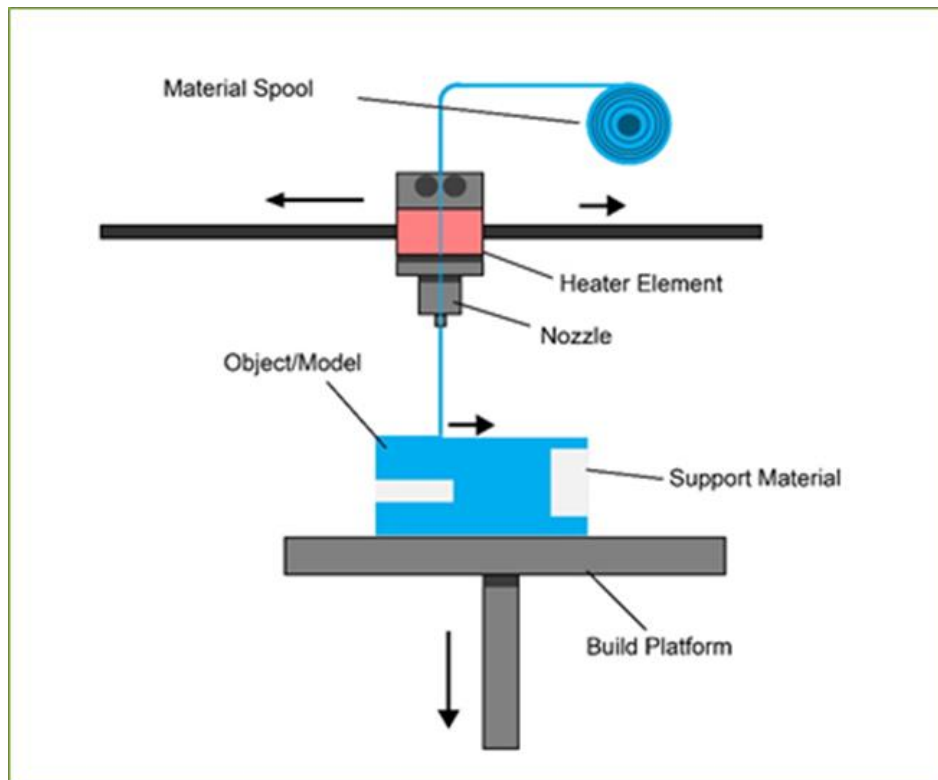 Material Spool
Heater Element
Nozzle
Object/Model
Support Material
Build Platform